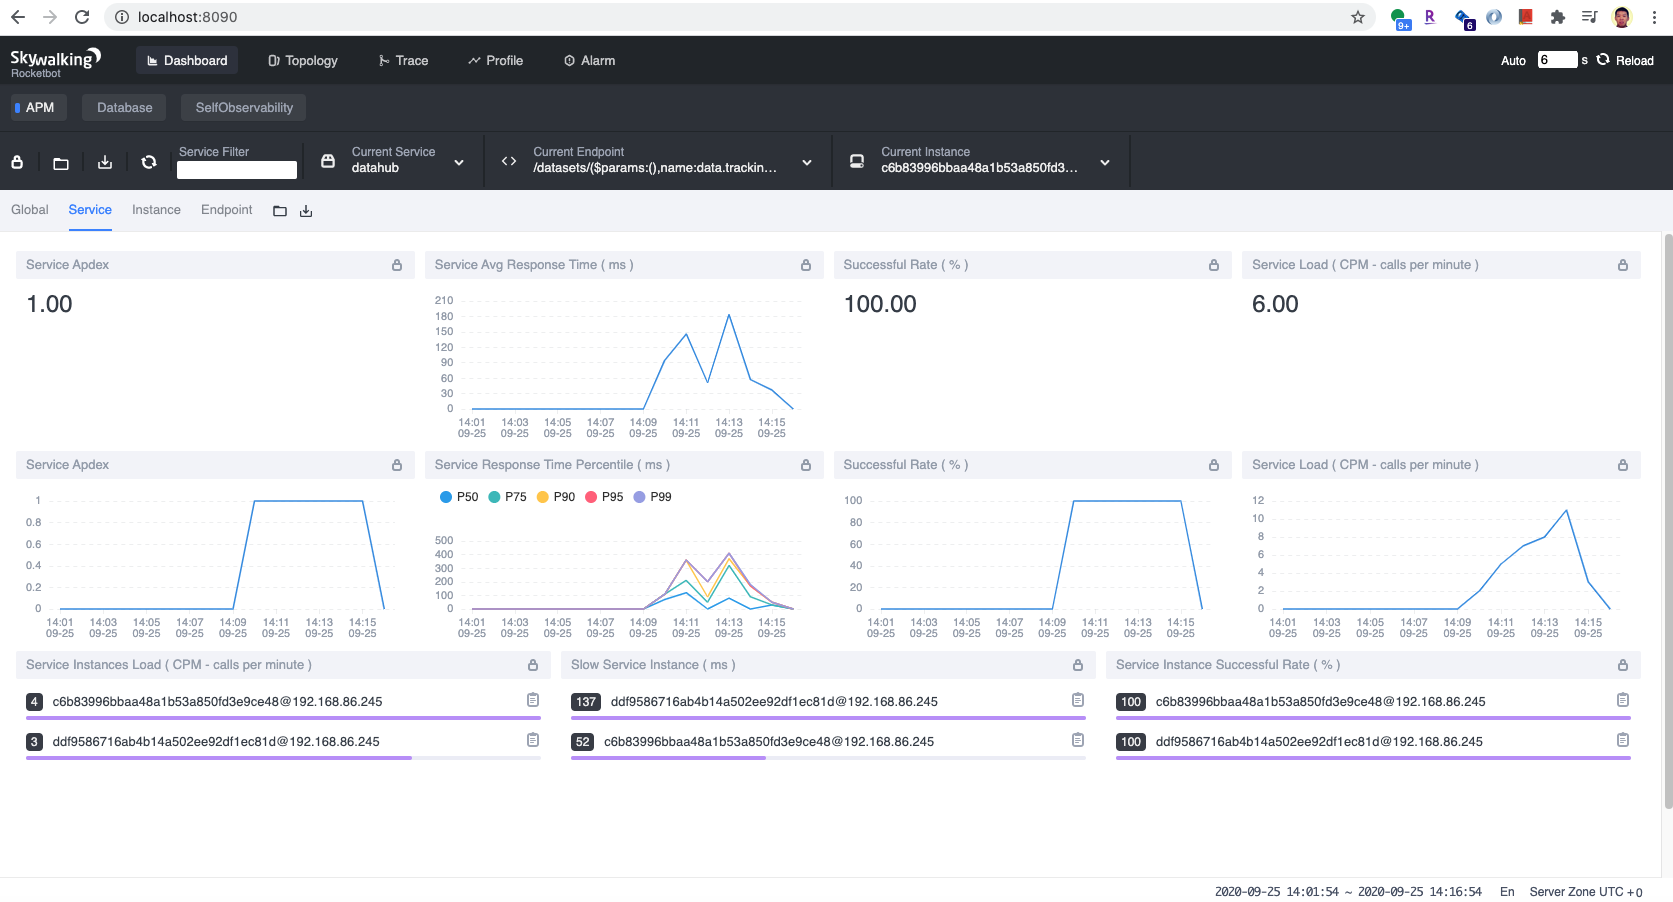 localhost:8090
9+
R
6
Skywalking
Rocketbot
Dashboard Topology Trace Profile Alarm
Auto 6 s Reload
APM Database SelfObservability
Service Filter
Current Service
datahub
Current Endpoint
/datasets/($params:(),name:data.trackin...
Current Instance
c6b83996bbaa48a1b53a850fd3...
Global Service Instance Endpoint
Service Apdex
1.00
Service Avg Response Time ( ms )
210
180
150
120
90
60
30
0
14:01 14:03 14:05 14:07 14:09 14:11 14:13 14:15
09-25 09-25 09-25 09-25 09-25 09-25 09-25 09-25
Successful Rate ( % )
100.00
Service Load ( CPM - calls per minute )
6.00
Service Apdex
1
0.8
0.6
0.4
0.2
0
14:01 14:03 14:05 14:07 14:09 14:11 14:13 14:15
09-25 09-25 09-25 09-25 09-25 09-25 09-25 09-25
Service Response Time Percentile ( ms )
P50 P75 P90 P95 P99
500
400
300
200
100
0
14:01 14:03 14:05 14:07 14:09 14:11 14:13 14:15
09-25 09-25 09-25 09-25 09-25 09-25 09-25 09-25
Successful Rate ( % )
100
80
60
40
20
0
14:01 14:03 14:05 14:07 14:09 14:11 14:13 14:15
09-25 09-25 09-25 09-25 09-25 09-25 09-25 09-25
Service Load ( CPM - calls per minute )
12
10
8
6
4
2
0
14:01 14:03 14:05 14:07 14:09 14:11 14:13 14:15
09-25 09-25 09-25 09-25 09-25 09-25 09-25 09-25
Service Instances Load ( CPM - calls per minute )
4 c6b83996bbaa48a1b53a850fd3e9ce48@192.168.86.245
3 ddf9586716ab4b14a502ee92df1ec81d@192.168.86.245
Slow Service Instance ( ms )
137 ddf9586716ab4b14a502ee92df1ec81d@192.168.86.245
52 c6b83996bbaa48a1b53a850fd3e9ce48@192.168.86.245
Service Instance Successful Rate ( % )
100 c6b83996bbaa48a1b53a850fd3e9ce48@192.168.86.245
100 ddf9586716ab4b14a502ee92df1ec81d@192.168.86.245
2020-09-25 14:01:54 ~ 2020-09-25 14:16:54 En Server Zone UTC +0